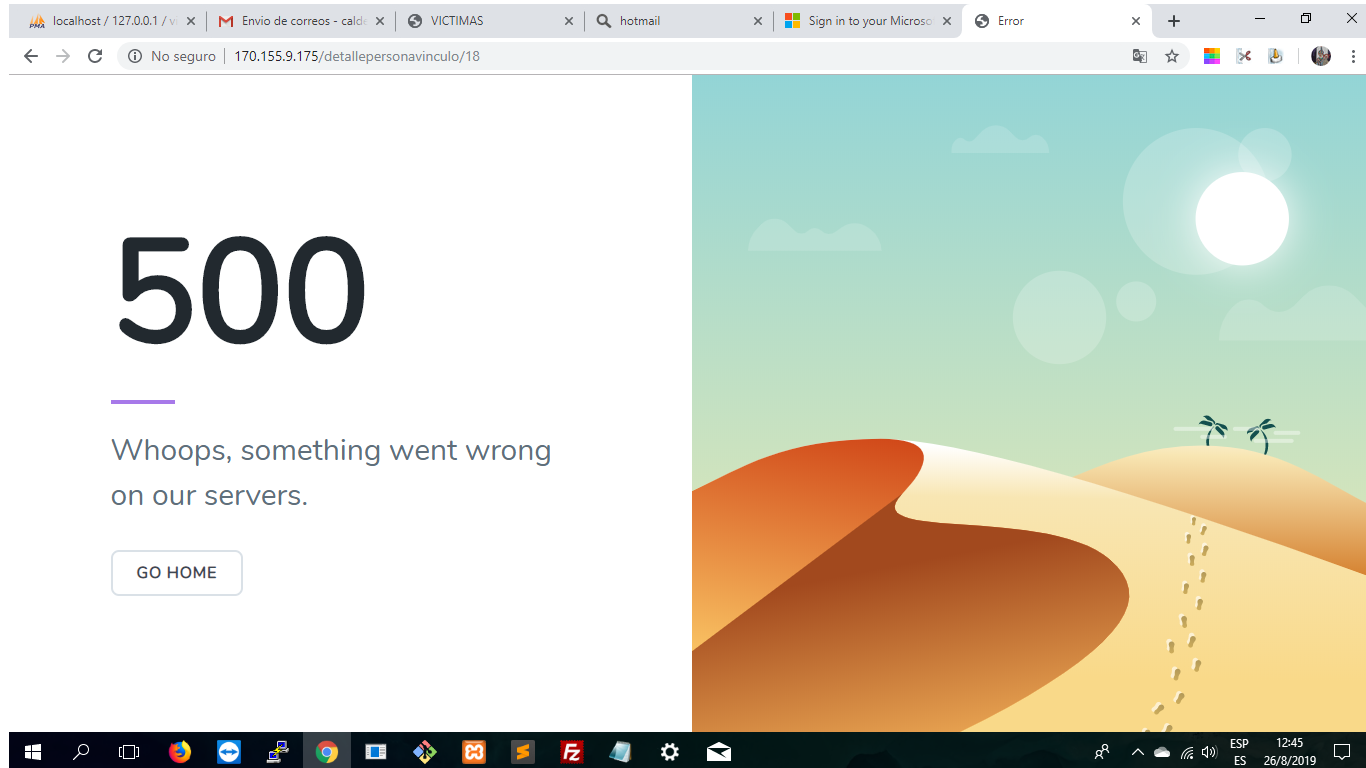 PMA
localhost / 127.0.0.1 / vi
Envio de correos - calde
VICTIMAS
hotmail
Sign in to your Microso
Error
No seguro
170.155.9.175/detallepersonavinculo/18
500
Whoops, something went wrong
on our servers.
GO HOME
ESP
ES
12:45
26/8/2019